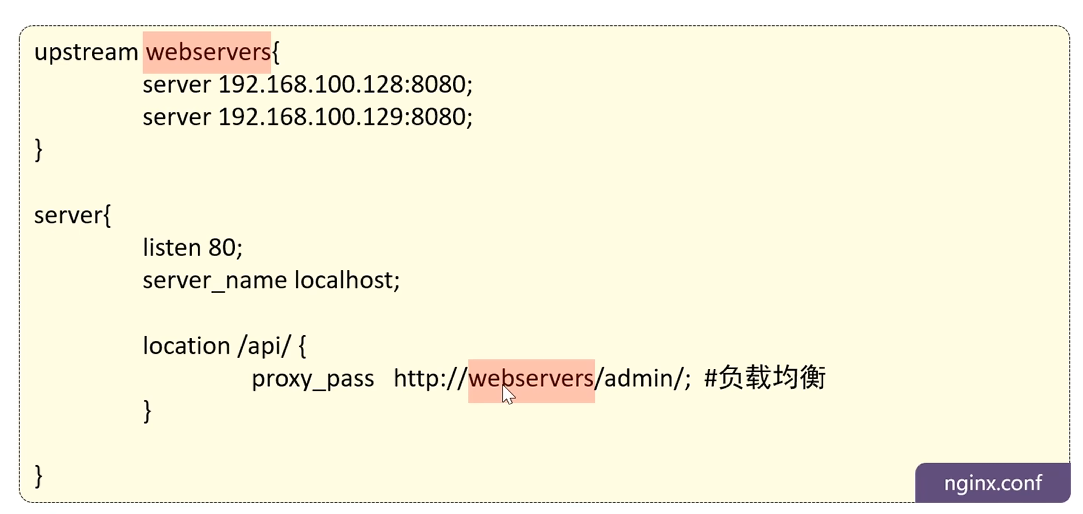 upstream webservers{
server 192.168.100.128:8080;
server 192.168.100.129:8080;
}
server{
listen 80;
server_name localhost;
location /api/ {
proxy_pass http://webservers/admin/; #负载均衡
}
}
nginx.conf